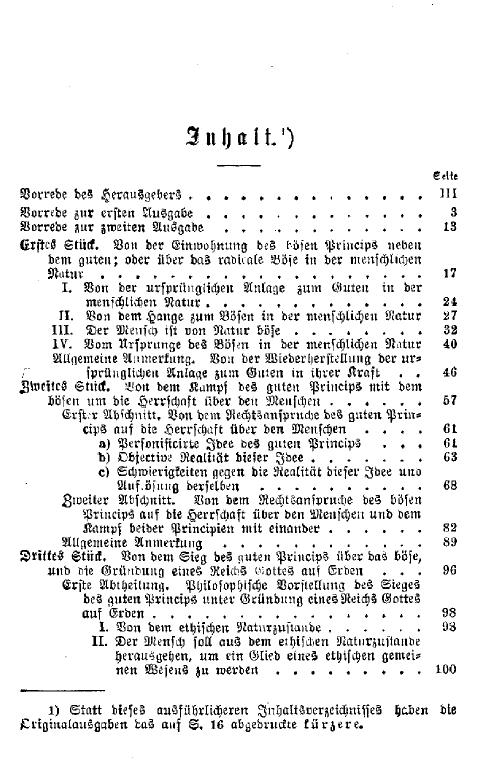 Inhalt.¹)
Seite
Vorrede des Herausgebers . . . . . . . . . . . . . . III
Vorrede zur ersten Ausgabe . . . . . . . . . . . . . 3
Vorrede zur zweiten Ausgabe . . . . . . . . . . . . 13
Erstes Stück. Von der Einwohnung des bösen Princips neben
dem guten; oder über das radicale Böse in der menschlichen
Natur . . . . . . . . . . . . . . . . . . . . 17
I. Von der ursprünglichen Anlage zum Guten in der
menschlichen Natur . . . . . . . . . . . . . 24
II. Von dem Hange zum Bösen in der menschlichen Natur 27
III. Der Mensch ist von Natur böse . . . . . . . . 32
IV. Vom Ursprunge des Bösen in der menschlichen Natur 40
Allgemeine Anmerkung. Von der Wiederherstellung der ur-
sprünglichen Anlage zum Guten in ihrer Kraft . . 46
Zweites Stück. Von dem Kampf des guten Princips mit dem
bösen um die Herrschaft über den Menschen . . . . . 57
Erster Abschnitt. Von dem Rechtsanspruche des guten Prin-
cips auf die Herrschaft über den Menschen . . . . 61
a) Personificirte Idee des guten Princips . . . . 61
b) Objective Realität dieser Idee . . . . . . . 63
c) Schwierigkeiten gegen die Realität dieser Idee und
Auflösung derselben . . . . . . . . . . . 68
Zweiter Abschnitt. Von dem Rechtsanspruche des bösen
Princips auf die Herrschaft über den Menschen und dem
Kampf beider Principien mit einander . . . . . . 82
Allgemeine Anmerkung . . . . . . . . . . . . 89
Drittes Stück. Von dem Sieg des guten Princips über das böse,
und die Gründung eines Reichs Gottes auf Erden . . . 96
Erste Abtheilung. Philosophische Vorstellung des Sieges
des guten Princips unter Gründung eines Reichs Gottes
auf Erden . . . . . . . . . . . . . . . . 98
I. Von dem ethischen Naturzustande . . . . . . . 98
II. Der Mensch soll aus dem ethischen Naturzustande
herausgehen, um ein Glied eines ethischen gemei-
nen Wesens zu werden . . . . . . . . . . . 100
1) Statt dieses ausführlicheren Inhaltsverzeichnisses haben die
Originalausgaben das auf S. 16 abgedruckte kürzere.